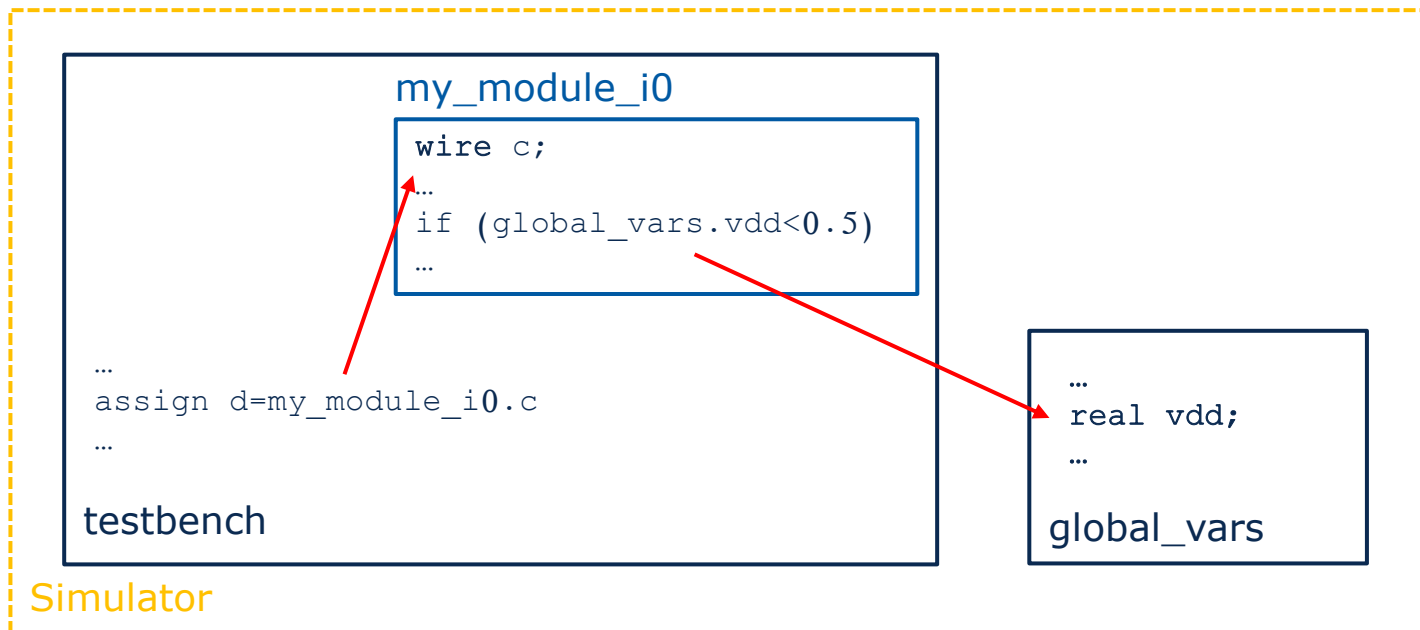 my_module_i0
wire c;
…
if (global_vars.vdd<0.5)
…
…
assign d=my_module_i0.c
…
testbench
…
real vdd;
…
global_vars
Simulator